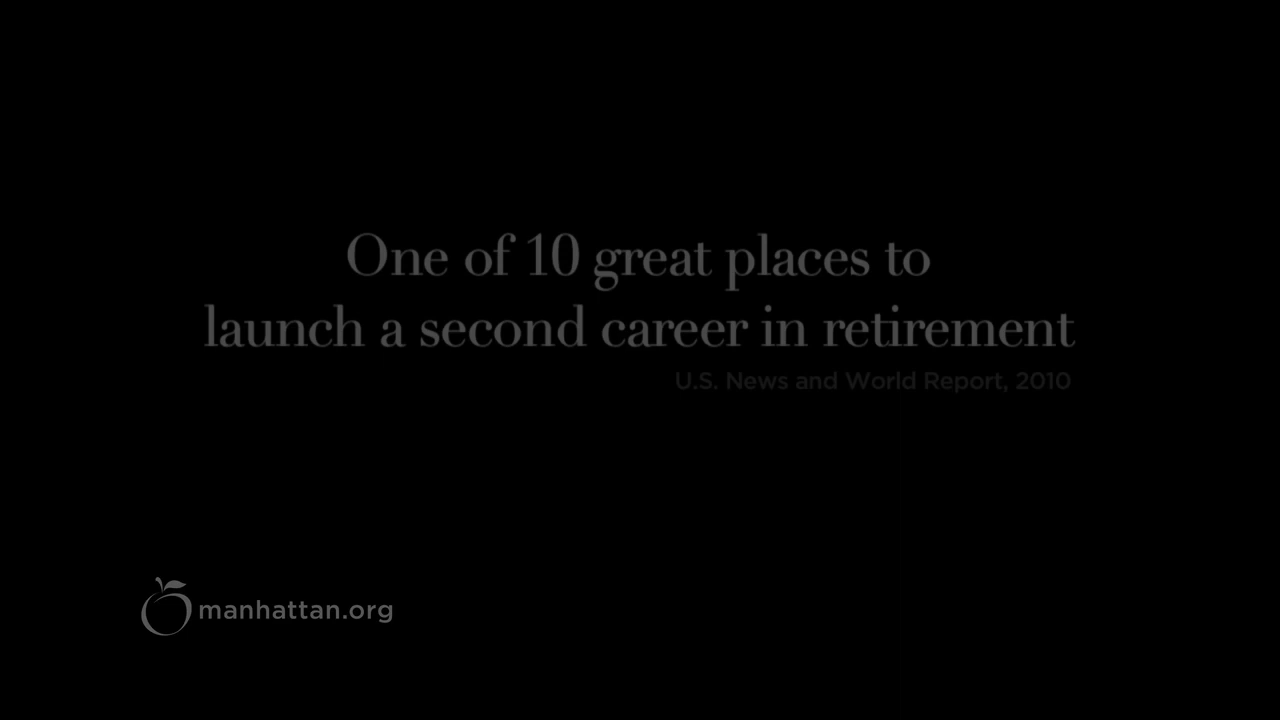 One of 10 great places to
launch a second career in retirement
U.S. News and World Report, 2010
manhattan.org